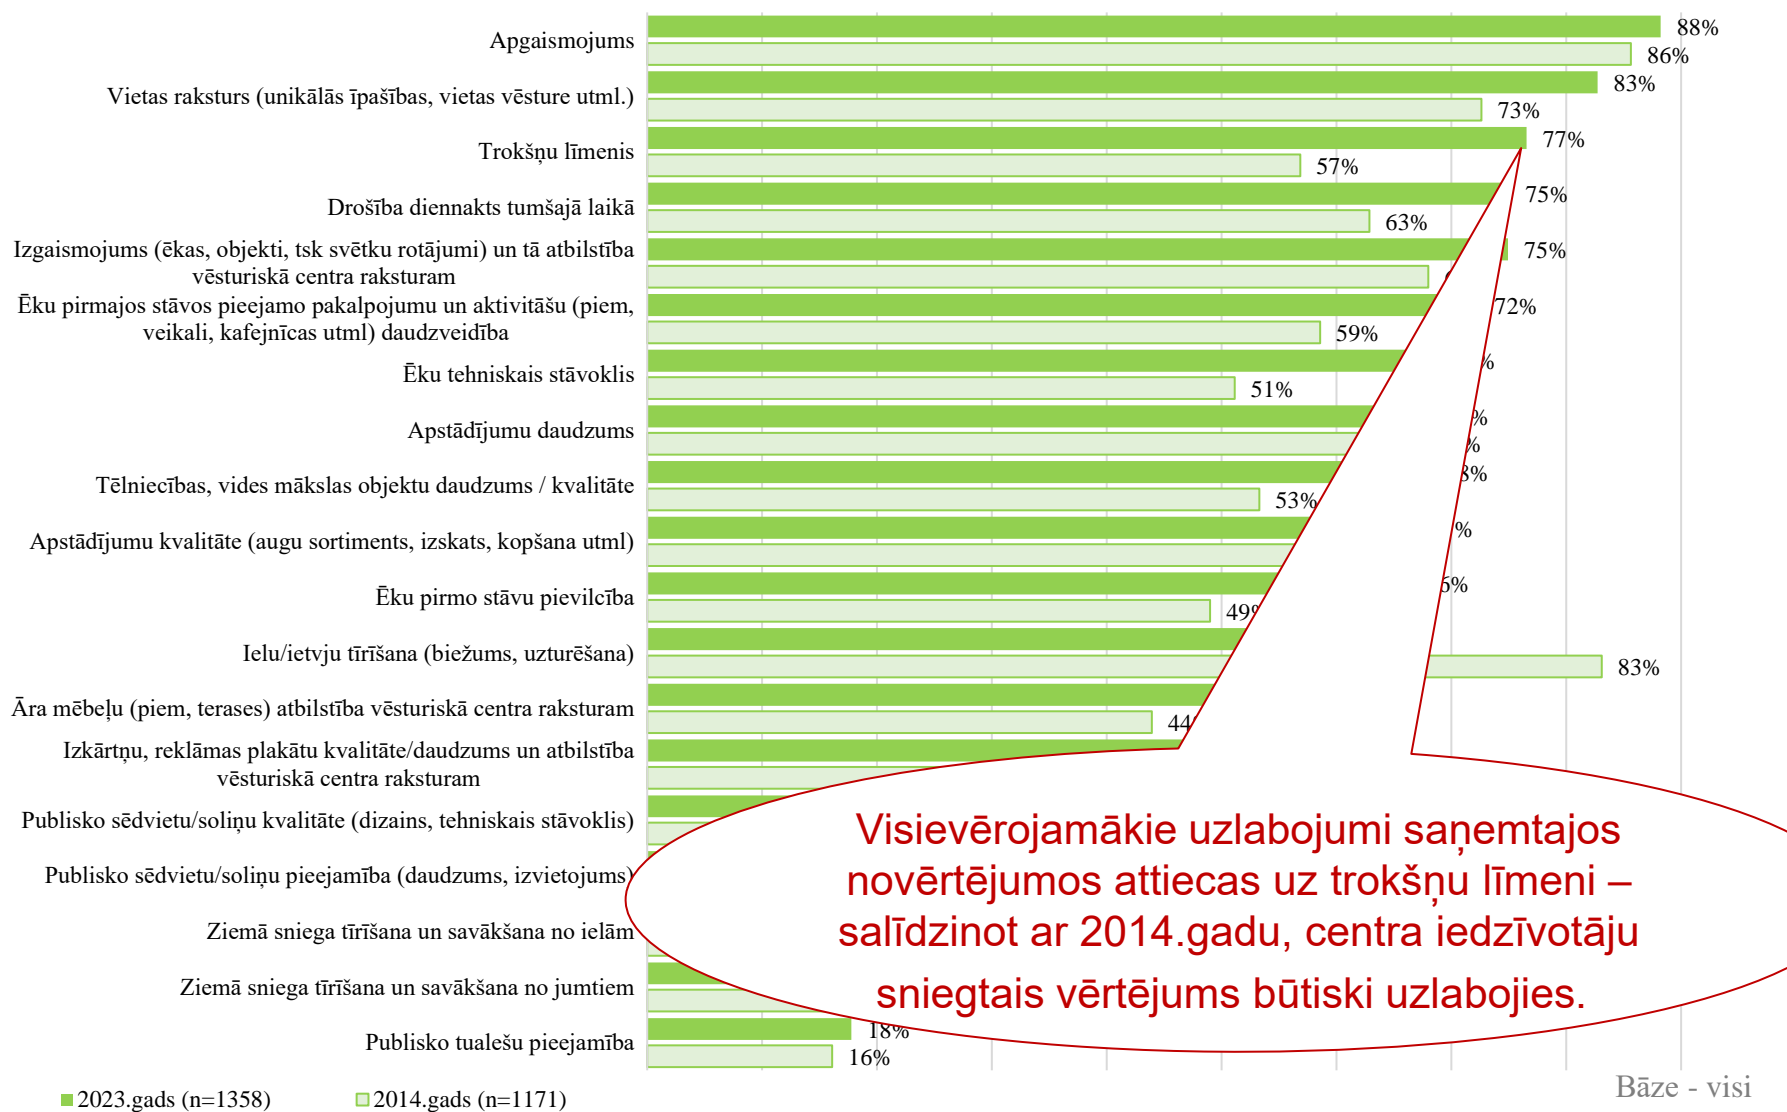 Apgaismojums
88%
86%
Vietas raksturs (unikālās īpašības, vietas vēsture utml.)
83%
73%
Trokšņu līmenis
77%
57%
Drošība diennakts tumšajā laikā
75%
63%
Izgaismojums (ēkas, objekti, tsk svētku rotājumi) un tā atbilstība
vēsturiskā centra raksturam
75%
Ēku pirmajos stāvos pieejamo pakalpojumu un aktivitāšu (piem,
veikali, kafejnīcas utml) daudzveidība
72%
59%
Ēku tehniskais stāvoklis
51%
Apstādījumu daudzums
Tēlniecības, vides mākslas objektu daudzums / kvalitāte
53%
Apstādījumu kvalitāte (augu sortiments, izskats, kopšana utml)
Ēku pirmo stāvu pievilcība
49%
Ielu/ietvju tīrīšana (biežums, uzturēšana)
83%
Āra mēbeļu (piem, terases) atbilstība vēsturiskā centra raksturam
44%
Izkārtņu, reklāmas plakātu kvalitāte/daudzums un atbilstība
vēsturiskā centra raksturam
Publisko sēdvietu/soliņu kvalitāte (dizains, tehniskais stāvoklis)
Publisko sēdvietu/soliņu pieejamība (daudzums, izvietojums)
Ziemā sniega tīrīšana un savākšana no ielām
Ziemā sniega tīrīšana un savākšana no jumtiem
Publisko tualešu pieejamība
18%
16%
Visievērojamākie uzlabojumi saņemtajos
novērtējumos attiecas uz trokšņu līmeni –
salīdzinot ar 2014.gadu, centra iedzīvotāju
sniegtais vērtējums būtiski uzlabojies.
2023.gads (n=1358)
2014.gads (n=1171)
Bāze - visi